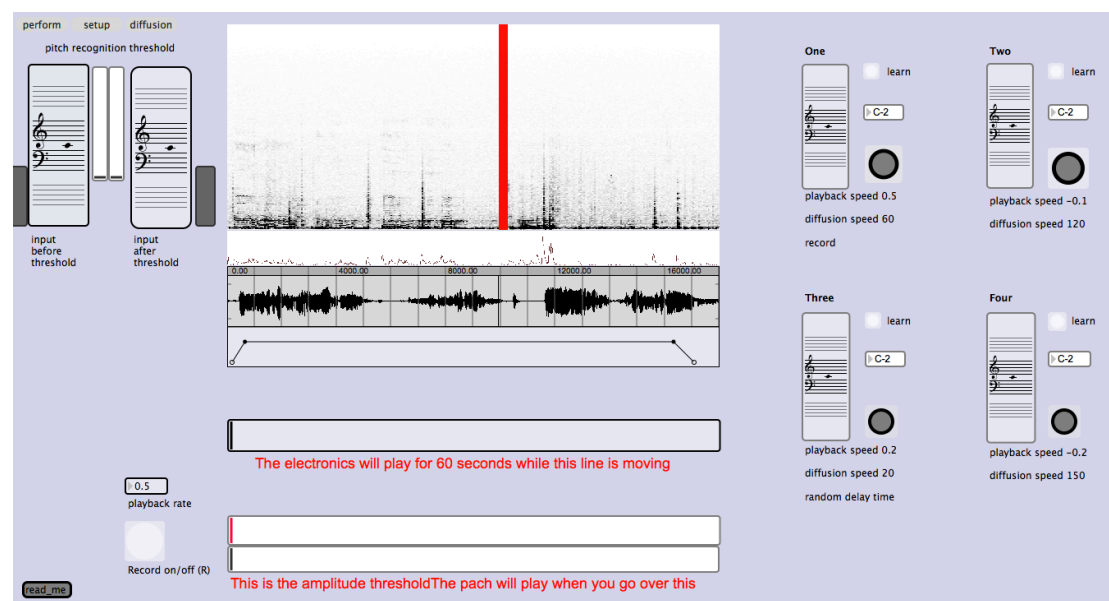 perform setup diffusion
pitch recognition threshold
input
before
threshold
input
after
threshold
0.00 4000.00 8000.00 12000.00 16000.00
The electronics will play for 60 seconds while this line is moving
0.5
playback rate
Record on/off (R)
This is the amplitude thresholdThe pach will play when you go over this
read_me
One
learn
C-2
playback speed 0.5
diffusion speed 60
record
Two
learn
C-2
playback speed -0.1
diffusion speed 120
Three
learn
C-2
playback speed 0.2
diffusion speed 20
random delay time
Four
learn
C-2
playback speed -0.2
diffusion speed 150